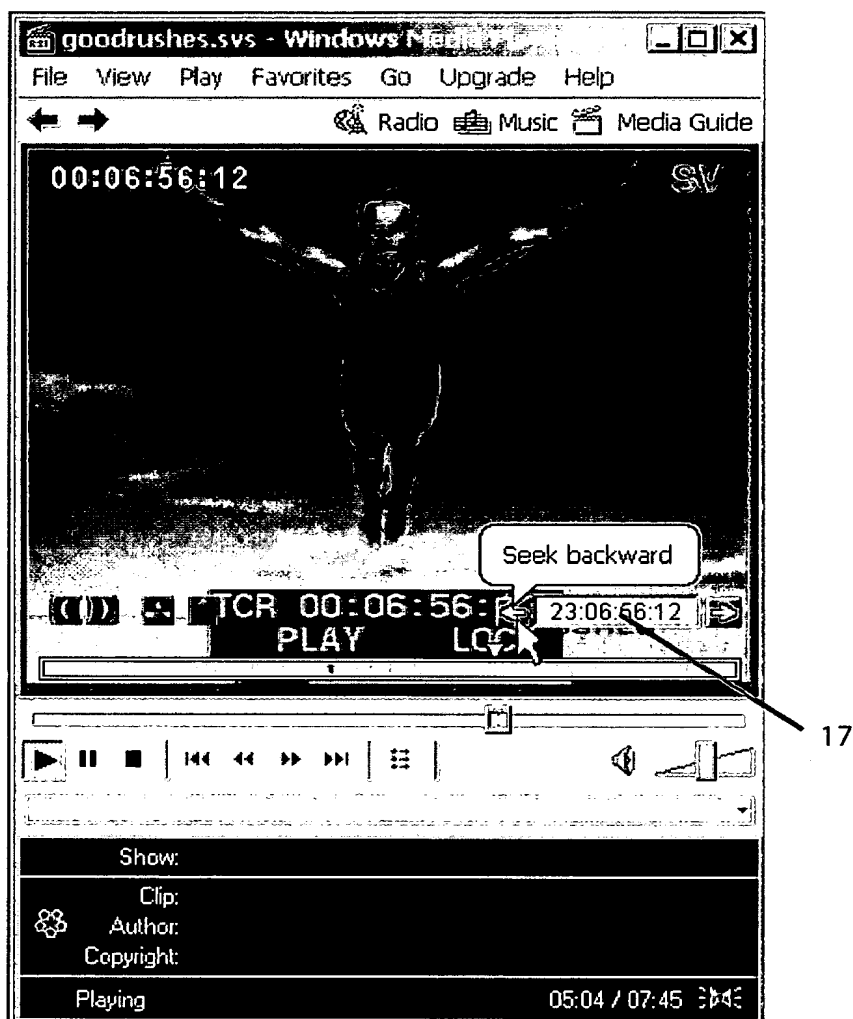 goodrushes.svs - Windows
File View Play Favorites Go Upgrade Help
Radio Music Media Guide
00:06:56:12 SV
Seek backward
TCR 00:06:56: 23:06:56:12
PLAY
17
Show:
Clip:
Author:
Copyright:
Playing 05:04 / 07:45